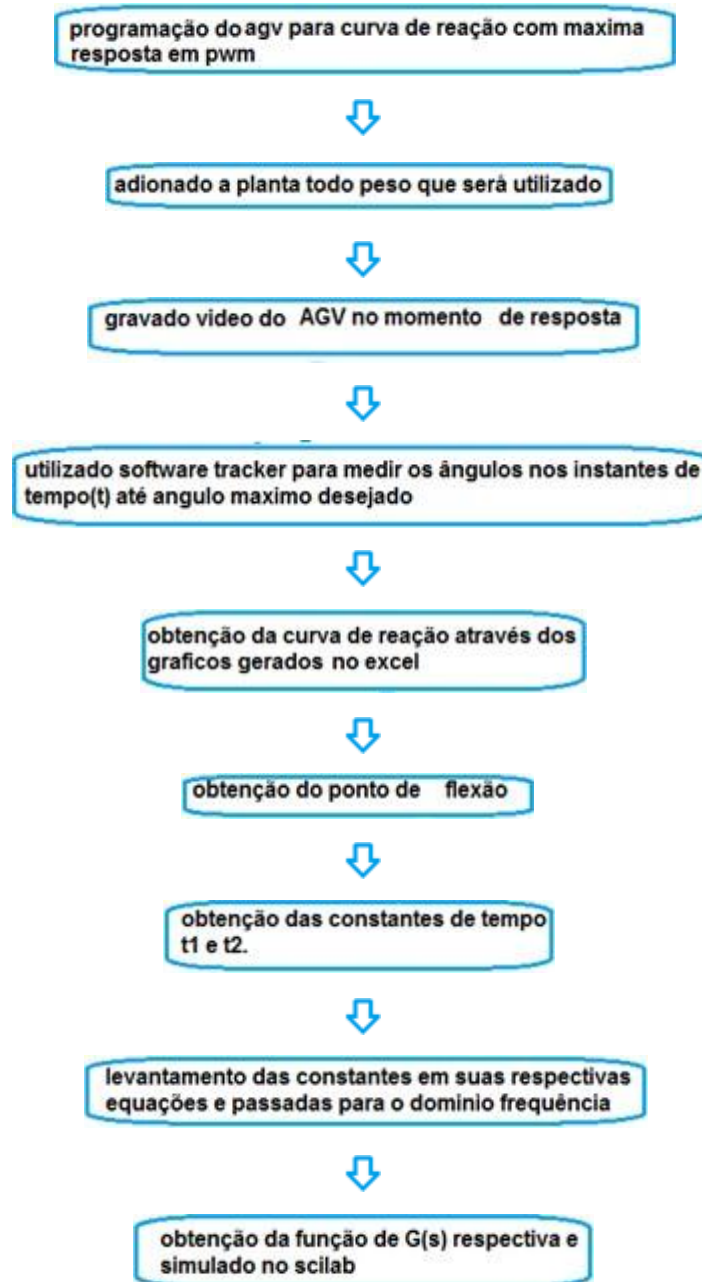 programação do agv para curva de reação com maxima
resposta em pwm
adionado a planta todo peso que será utilizado
gravado video do AGV no momento de resposta
utilizado software tracker para medir os ângulos nos instantes de
tempo(t) até angulo maximo desejado
obtenção da curva de reação através dos
graficos gerados no excel
obtenção do ponto de flexão
obtenção das constantes de tempo
t1 e t2.
levantamento das constantes em suas respectivas
equações e passadas para o dominio frequência
obtenção da função de G(s) respectiva e
simulado no scilab